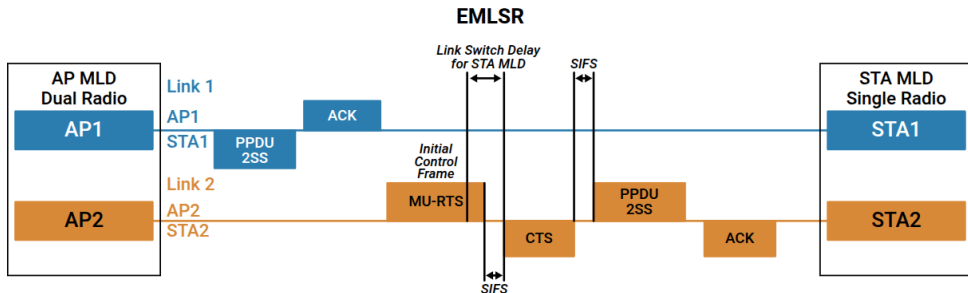 EMLSR
Link Switch Delay
for STA MLD
SIFS
AP MLD
Dual Radio
AP1
AP2
Link 1
AP1
STA1
PPDU
2SS
ACK
Link 2
AP2
STA2
Initial
Control
Frame
MU-RTS
CTS
SIFS
PPDU
2SS
ACK
STA MLD
Single Radio
STA1
STA2